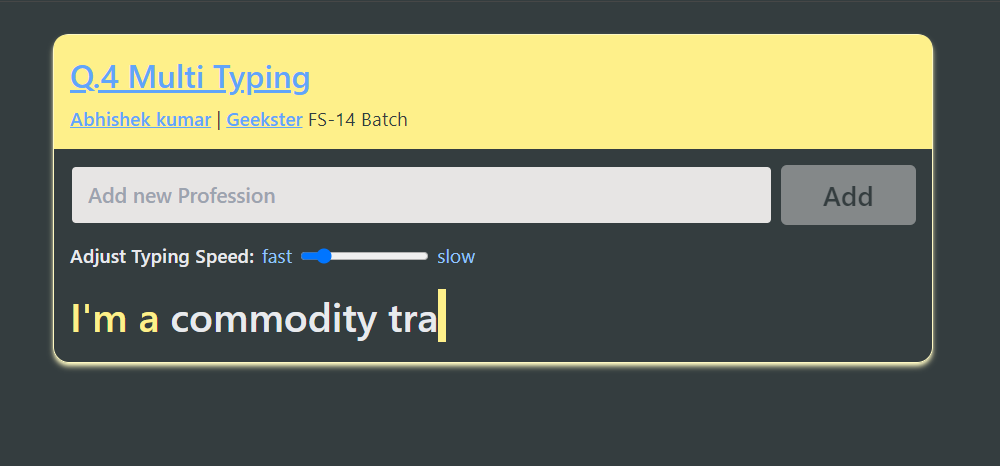 Q.4 Multi Typing
Abhishek kumar | Geekster FS-14 Batch
Add new Profession
Add
Adjust Typing Speed: fast slow
I'm a commodity tra